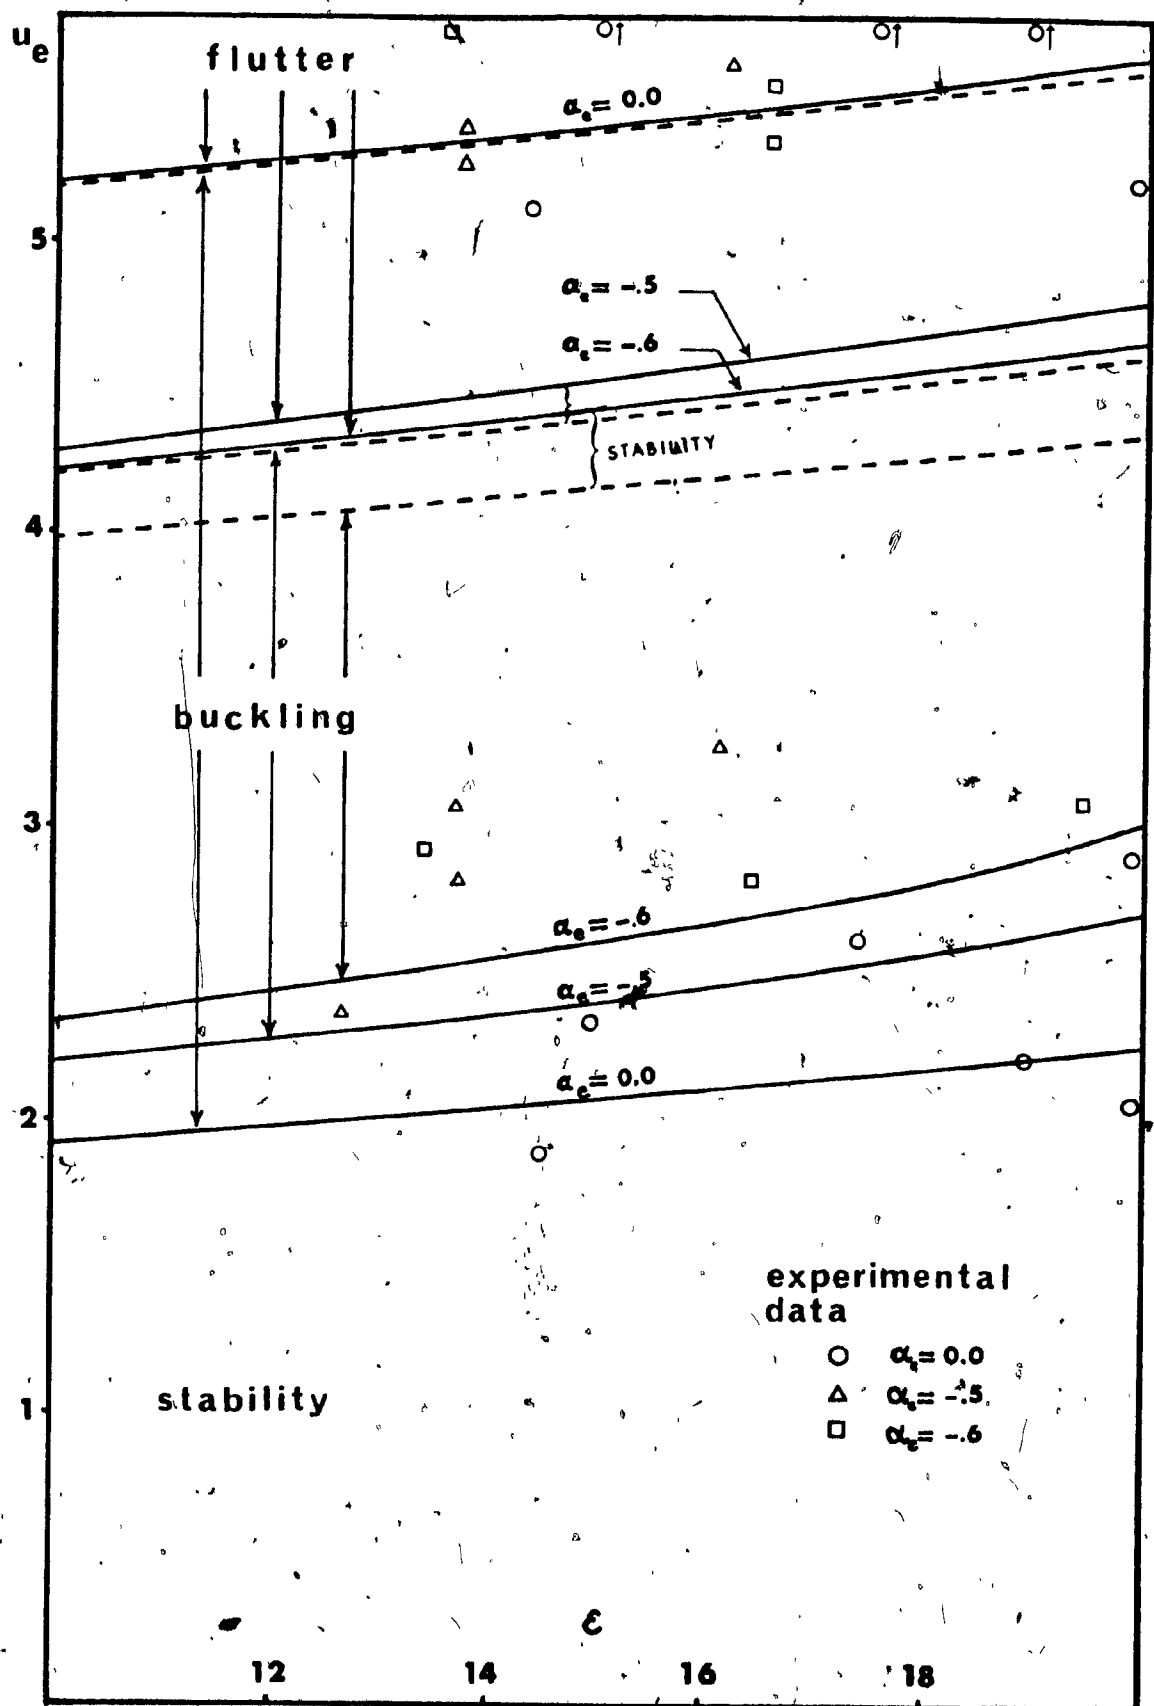 u_e
flutter
α_e = 0.0
5
α_e = -.5
α_e = -.6
STABILITY
4
buckling
3
α_e = -.6
α_e = -.5
α_e = 0.0
2
experimental
data
○ α_e = 0.0
△ α_e = -.5
□ α_e = -.6
stability
1
ε
12 14 16 18